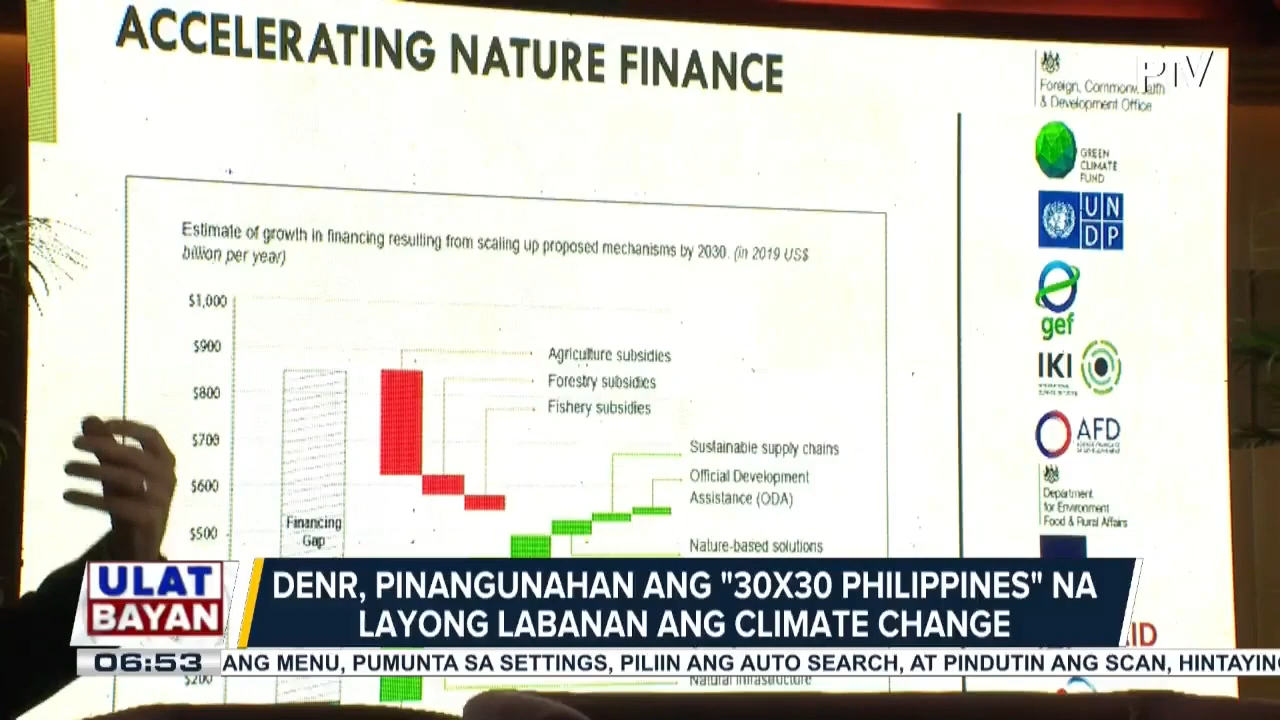 ACCELERATING NATURE FINANCE
PTV
Foreign, Commonwealth
& Development Office
GREEN
CLIMATE
FUND
UN
DP
gef
IKI
AFD
Department
for Environment
Food & Rural Affairs
Estimate of growth in financing resulting from scaling up proposed mechanisms by 2030. (in 2019 US$
billion per year)
$1,000
$900
$800
$700
$600
$500
Agriculture subsidies
Forestry subsidies
Fishery subsidies
Sustainable supply chains
Official Development
Assistance (ODA)
Nature-based solutions
Financing
Gap
ULAT
BAYAN
DENR, PINANGUNAHAN ANG "30X30 PHILIPPINES" NA
LAYONG LABANAN ANG CLIMATE CHANGE
ID
06:53
ANG MENU, PUMUNTA SA SETTINGS, PILIIN ANG AUTO SEARCH, AT PINDUTIN ANG SCAN, HINTAYING
$200
Natural infrastructure